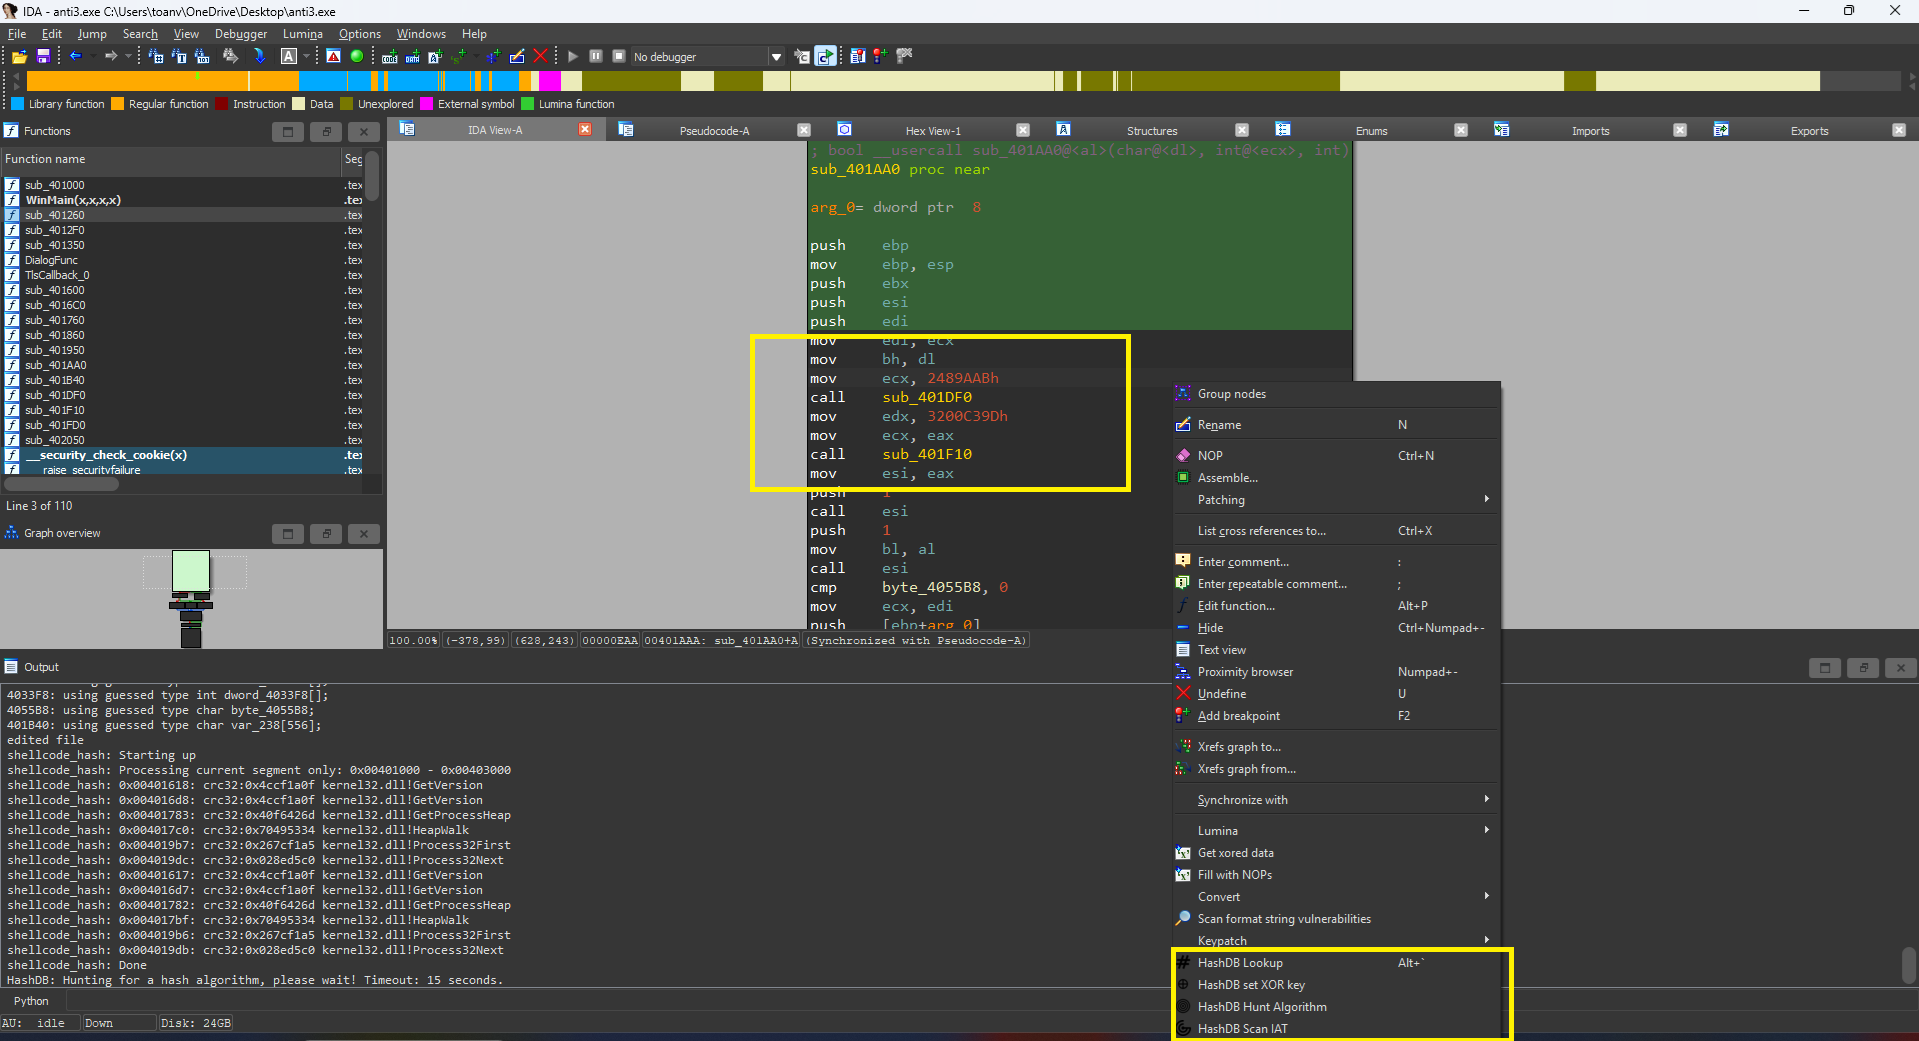 IDA - anti3.exe C:\Users\toanv\OneDrive\Desktop\anti3.exe
File Edit Jump Search View Debugger Lumina Options Windows Help
No debugger
Library function Regular function Instruction Data Unexplored External symbol Lumina function
Functions
Function name Seg
sub_401000 .tex
WinMain(x,x,x,x) .tex
sub_401260 .tex
sub_4012F0 .tex
sub_401350 .tex
DialogFunc .tex
TlsCallback_0 .tex
sub_401600 .tex
sub_4016C0 .tex
sub_401760 .tex
sub_401860 .tex
sub_401950 .tex
sub_401AA0 .tex
sub_401B40 .tex
sub_401DF0 .tex
sub_401F10 .tex
sub_401FD0 .tex
sub_402050 .tex
__security_check_cookie(x) .tex
raise_securityfailure .tex
Line 3 of 110
Graph overview
IDA View-A Pseudocode-A Hex View-1 Structures Enums Imports Exports
; bool __usercall sub_401AA0@<al>(char@<dl>, int@<ecx>, int)
sub_401AA0 proc near
arg_0= dword ptr 8
push ebp
mov ebp, esp
push ebx
push esi
push edi
mov edi, ecx
mov bh, dl
mov ecx, 2489AABh
call sub_401DF0
mov edx, 3200C39Dh
mov ecx, eax
call sub_401F10
mov esi, eax
push 1
call esi
push 1
mov bl, al
call esi
cmp byte_4055B8, 0
mov ecx, edi
push [ebp+arg_0]
100.00% (-378,99) (628,243) 00000EAA 00401AAA: sub_401AA0+A (Synchronized with Pseudocode-A)
Group nodes
Rename N
NOP Ctrl+N
Assemble...
Patching
List cross references to... Ctrl+X
Enter comment... :
Enter repeatable comment... ;
Edit function... Alt+P
Hide Ctrl+Numpad+-
Text view
Proximity browser Numpad+-
Undefine U
Add breakpoint F2
Xrefs graph to...
Xrefs graph from...
Synchronize with
Lumina
Get xored data
Fill with NOPs
Convert
Scan format string vulnerabilities
Keypatch
HashDB Lookup Alt+`
HashDB set XOR key
HashDB Hunt Algorithm
HashDB Scan IAT
Output
4033F8: using guessed type int dword_4033F8[];
4055B8: using guessed type char byte_4055B8;
401B40: using guessed type char var_238[556];
edited file
shellcode_hash: Starting up
shellcode_hash: Processing current segment only: 0x00401000 - 0x00403000
shellcode_hash: 0x00401618: crc32:0x4ccf1a0f kernel32.dll!GetVersion
shellcode_hash: 0x004016d8: crc32:0x4ccf1a0f kernel32.dll!GetVersion
shellcode_hash: 0x00401783: crc32:0x40f6426d kernel32.dll!GetProcessHeap
shellcode_hash: 0x004017c0: crc32:0x70495334 kernel32.dll!HeapWalk
shellcode_hash: 0x004019b7: crc32:0x267cf1a5 kernel32.dll!Process32First
shellcode_hash: 0x004019dc: crc32:0x028ed5c0 kernel32.dll!Process32Next
shellcode_hash: 0x00401617: crc32:0x4ccf1a0f kernel32.dll!GetVersion
shellcode_hash: 0x004016d7: crc32:0x4ccf1a0f kernel32.dll!GetVersion
shellcode_hash: 0x00401782: crc32:0x40f6426d kernel32.dll!GetProcessHeap
shellcode_hash: 0x004017bf: crc32:0x70495334 kernel32.dll!HeapWalk
shellcode_hash: 0x004019b6: crc32:0x267cf1a5 kernel32.dll!Process32First
shellcode_hash: 0x004019db: crc32:0x028ed5c0 kernel32.dll!Process32Next
shellcode_hash: Done
HashDB: Hunting for a hash algorithm, please wait! Timeout: 15 seconds.
Python
AU: idle Down Disk: 24GB